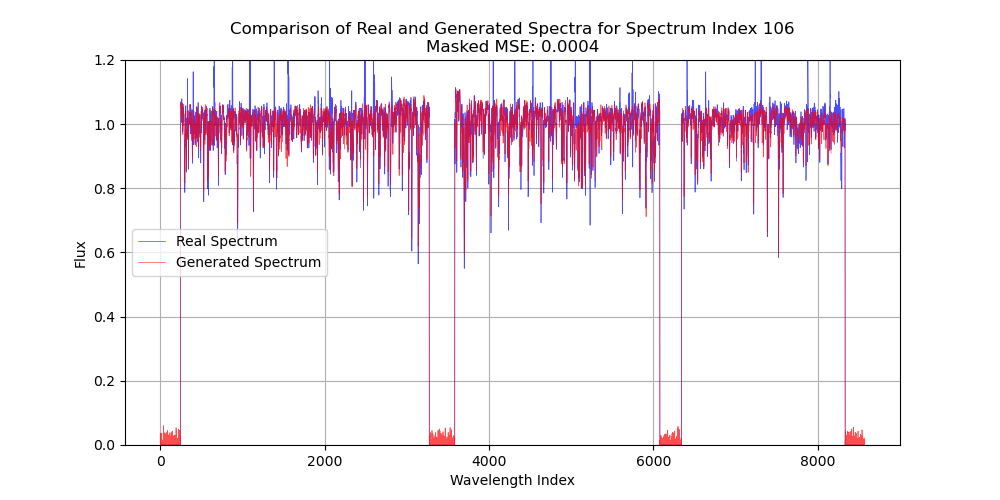 Comparison of Real and Generated Spectra for Spectrum Index 106
Masked MSE: 0.0004
1.2
1.0
0.8
0.6
0.4
0.2
0.0
Flux
Real Spectrum
Generated Spectrum
0
2000
4000
6000
8000
Wavelength Index